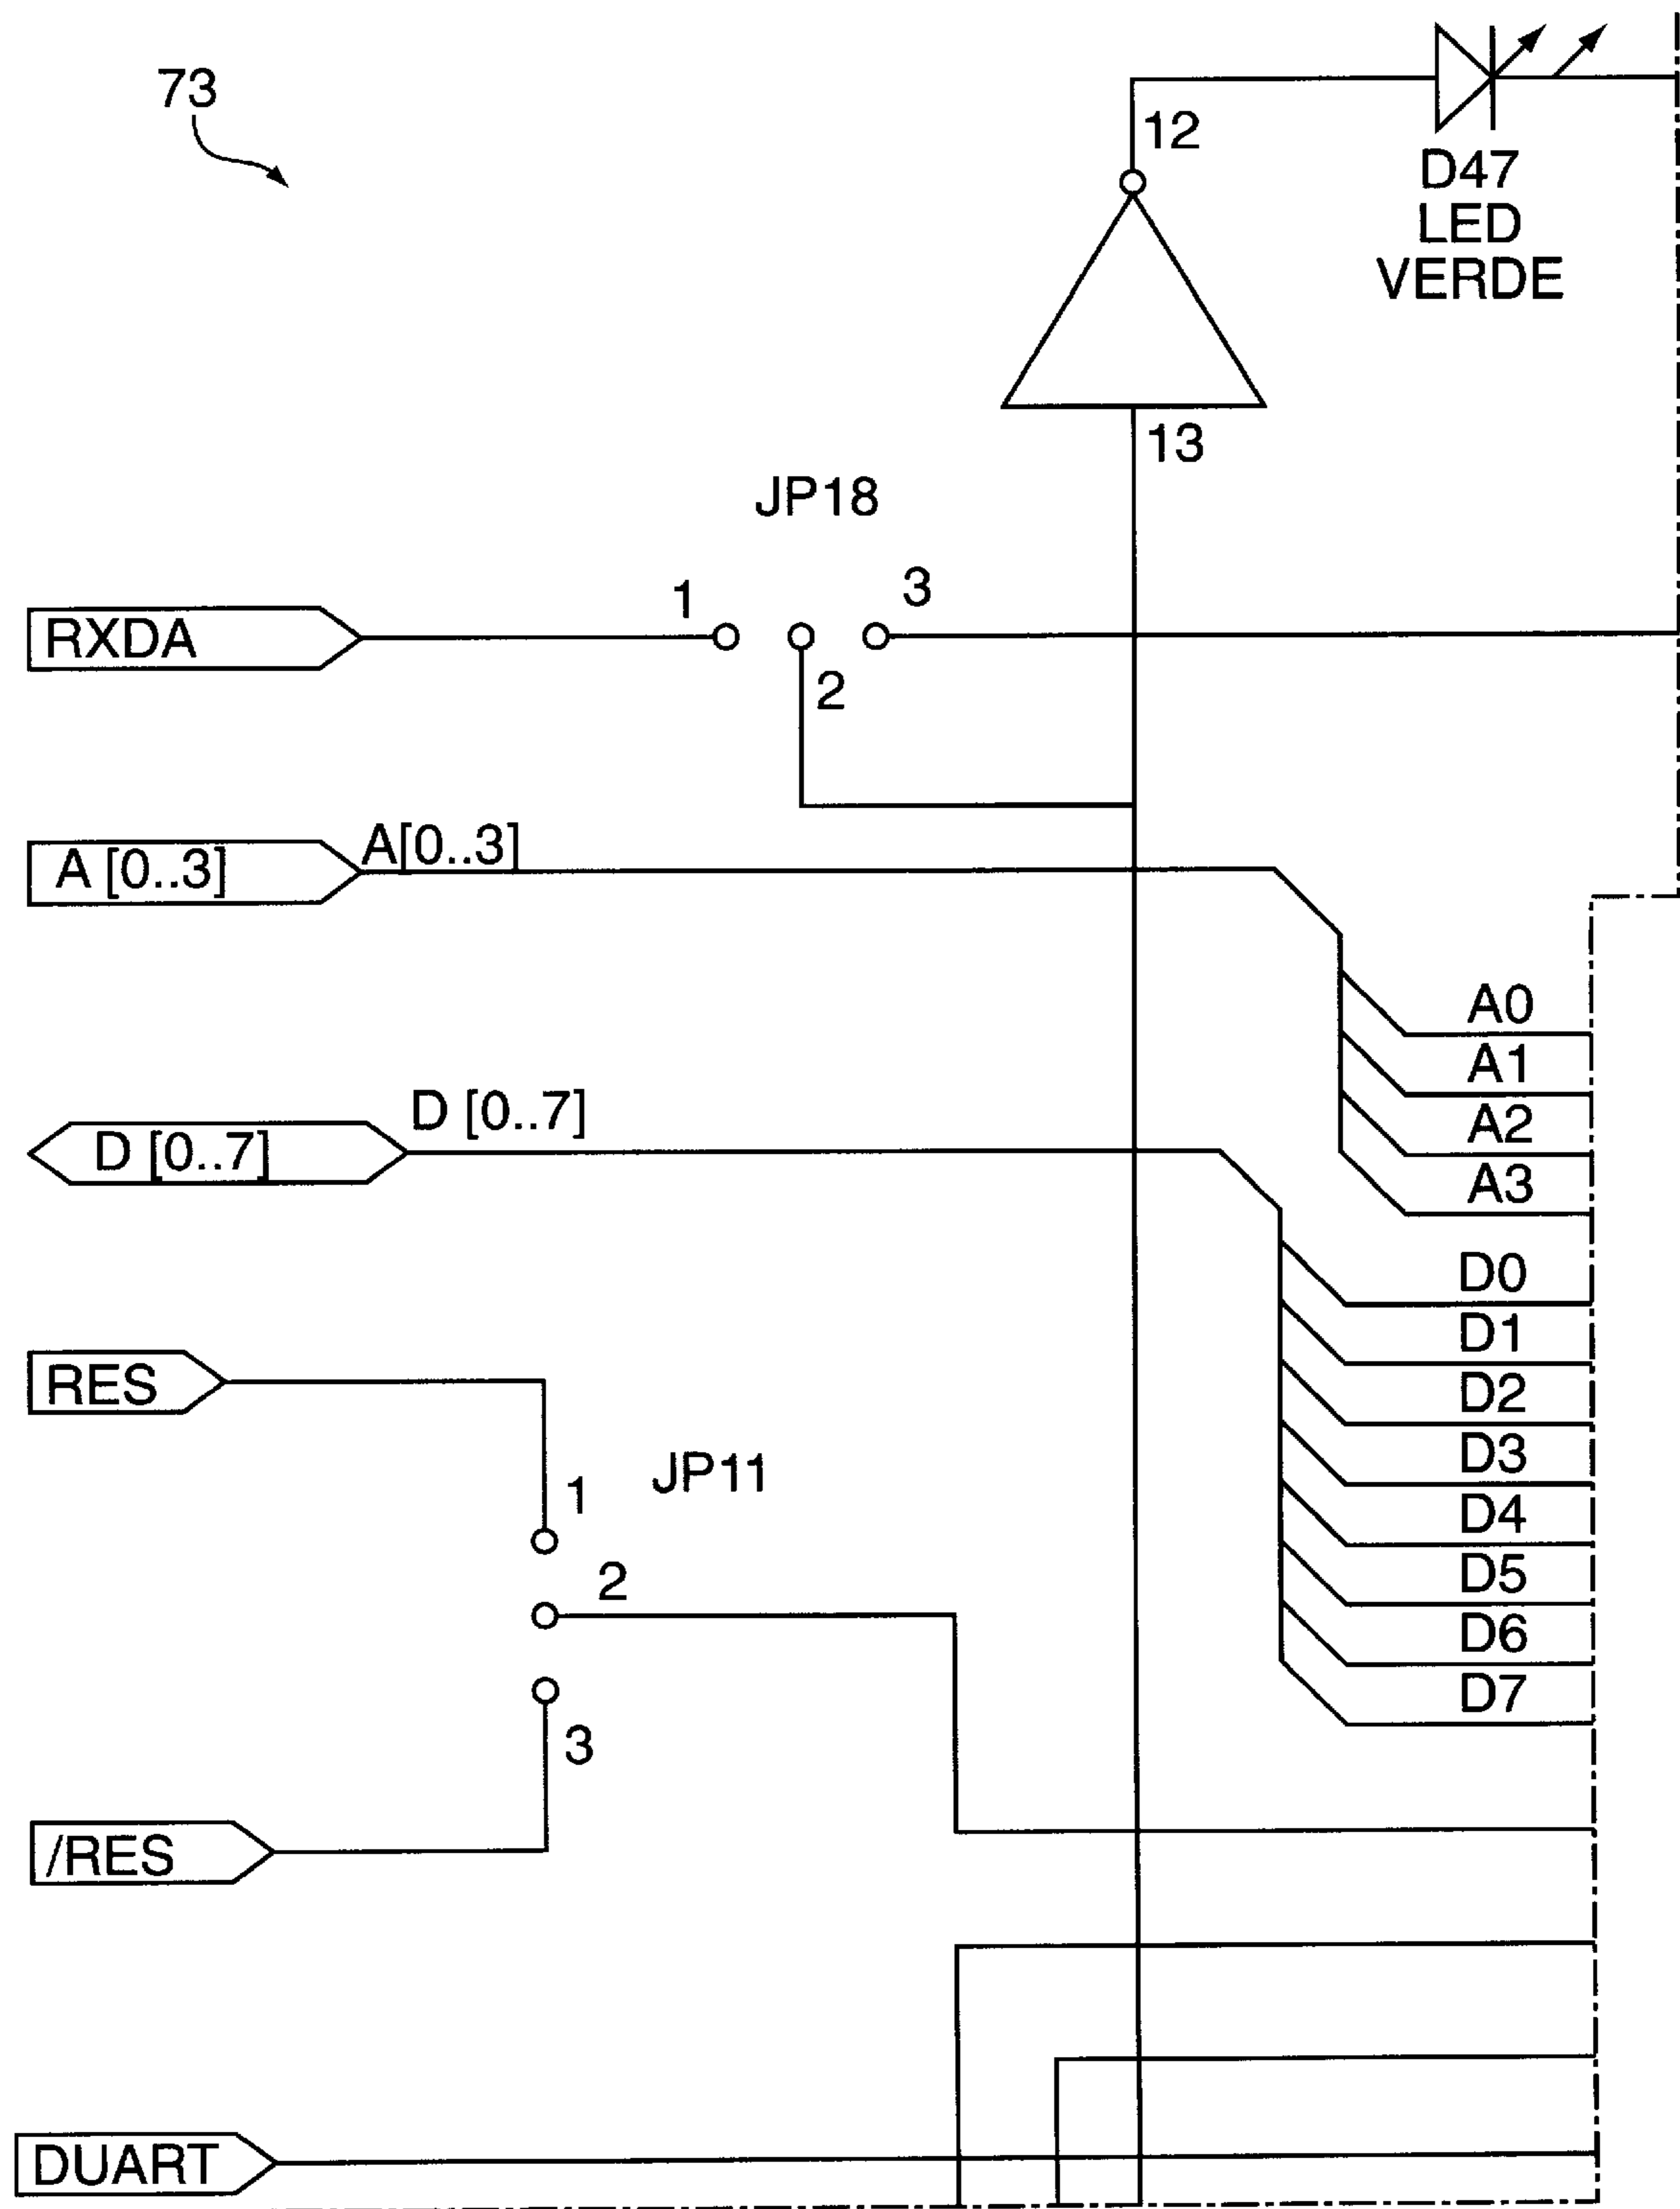 73
12
D47
LED
VERDE
13
JP18
1
3
RXDA
2
A [0..3]
A[0..3]
A0
A1
A2
A3
D [0..7]
D [0..7]
D0
D1
D2
D3
D4
D5
D6
D7
RES
JP11
1
2
3
/RES
DUART